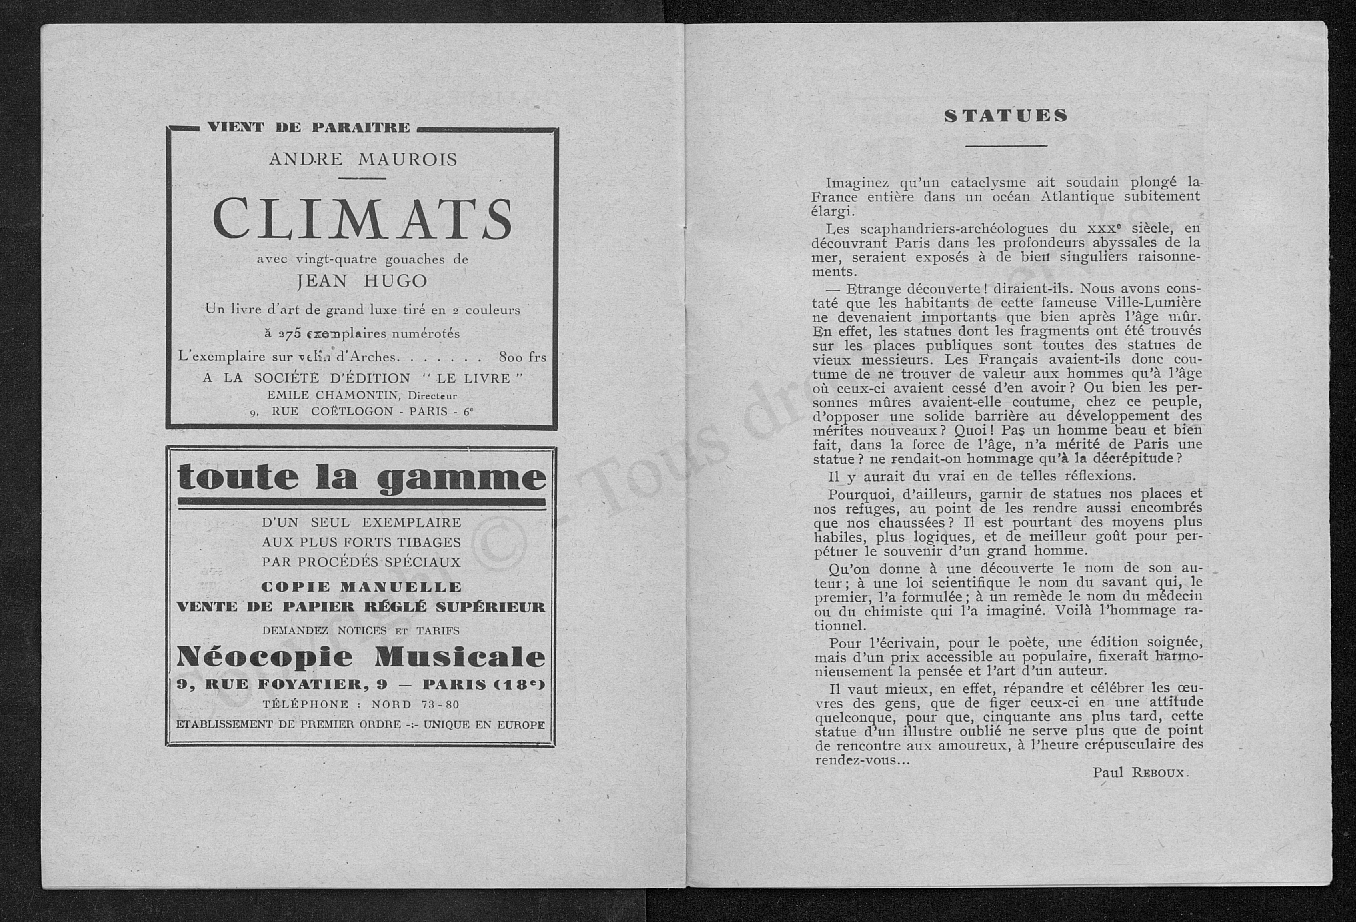 VIENT DE PARAITRE
ANDRE MAUROIS
CLIMATS
avec vingt-quatre gouaches de
JEAN HUGO
Un livre d'art de grand luxe tiré en 2 couleurs
à 275 exemplaires numérotés
L'exemplaire sur velin d'Arches. . . . . . . 800 frs
A LA SOCIÉTÉ D'ÉDITION " LE LIVRE "
EMILE CHAMONTIN, Directeur
9, RUE COËTLOGON - PARIS - 6e
toute la gamme
D'UN SEUL EXEMPLAIRE
AUX PLUS FORTS TIRAGES
PAR PROCÉDÉS SPÉCIAUX
COPIE MANUELLE
VENTE DE PAPIER RÉGLÉ SUPÉRIEUR
DEMANDEZ NOTICES ET TARIFS
Néocopie Musicale
9, RUE FOYATIER, 9 — PARIS (18e)
TÉLÉPHONE : NORD 73-80
ETABLISSEMENT DE PREMIER ORDRE -:- UNIQUE EN EUROPE
STATUES
Imaginez qu'un cataclysme ait soudain plongé la
France entière dans un océan Atlantique subitement
élargi.
Les scaphandriers-archéologues du XXXe siècle, en
découvrant Paris dans les profondeurs abyssales de la
mer, seraient exposés à de bien singuliers raisonne-
ments.
— Etrange découverte ! diraient-ils. Nous avons cons-
taté que les habitants de cette fameuse Ville-Lumière
ne devenaient importants que bien après l'âge mûr.
En effet, les statues dont les fragments ont été trouvés
sur les places publiques sont toutes des statues de
vieux messieurs. Les Français avaient-ils donc cou-
tume de ne trouver de valeur aux hommes qu'à l'âge
où ceux-ci avaient cessé d'en avoir ? Ou bien les per-
sonnes mûres avaient-elle coutume, chez ce peuple,
d'opposer une solide barrière au développement des
mérites nouveaux ? Quoi ! Pas un homme beau et bien
fait, dans la force de l'âge, n'a mérité de Paris une
statue ? ne rendait-on hommage qu'à la décrépitude ?
Il y aurait du vrai en de telles réflexions.
Pourquoi, d'ailleurs, garnir de statues nos places et
nos refuges, au point de les rendre aussi encombrés
que nos chaussées ? Il est pourtant des moyens plus
habiles, plus logiques, et de meilleur goût pour per-
pétuer le souvenir d'un grand homme.
Qu'on donne à une découverte le nom de son au-
teur ; à une loi scientifique le nom du savant qui, le
premier, l'a formulée ; à un remède le nom du médecin
ou du chimiste qui l'a imaginé. Voilà l'hommage ra-
tionnel.
Pour l'écrivain, pour le poète, une édition soignée,
mais d'un prix accessible au populaire, fixerait harmo-
nieusement la pensée et l'art d'un auteur.
Il vaut mieux, en effet, répandre et célébrer les œu-
vres des gens, que de figer ceux-ci en une attitude
quelconque, pour que, cinquante ans plus tard, cette
statue d'un illustre oublié ne serve plus que de point
de rencontre aux amoureux, à l'heure crépusculaire des
rendez-vous...
Paul REBOUX.
© - Tous dro